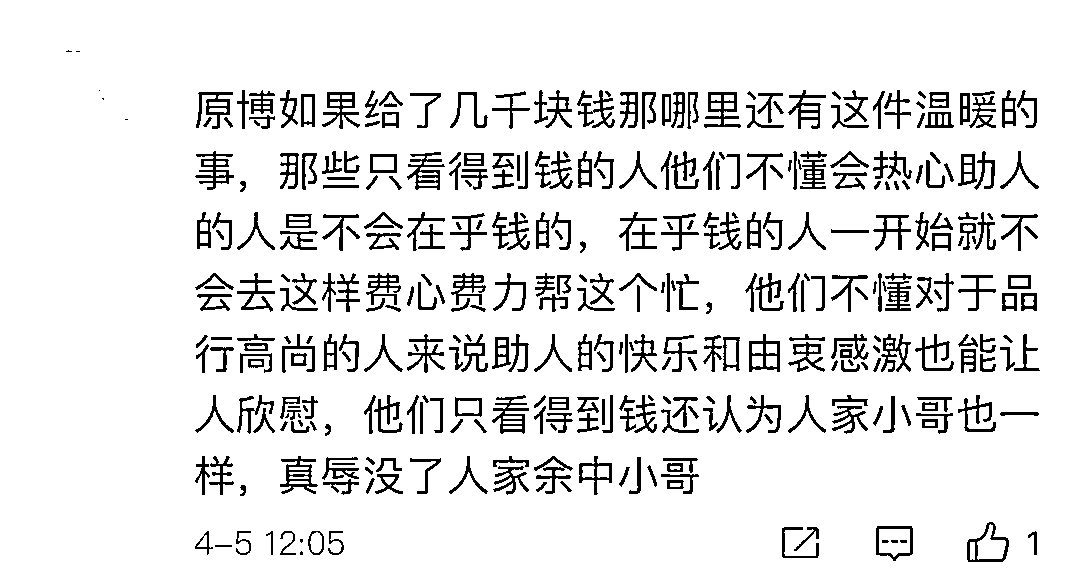 原博如果给了几千块钱那哪里还有这件温暖的
事，那些只看得到钱的人他们不懂会热心助人
的人是不会在乎钱的，在乎钱的人一开始就不
会去这样费心费力帮这个忙，他们不懂对于品
行高尚的人来说助人的快乐和由衷感激也能让
人欣慰，他们只看得到钱还认为人家小哥也一
样，真辱没了人家余中小哥
4-5 12:05 1